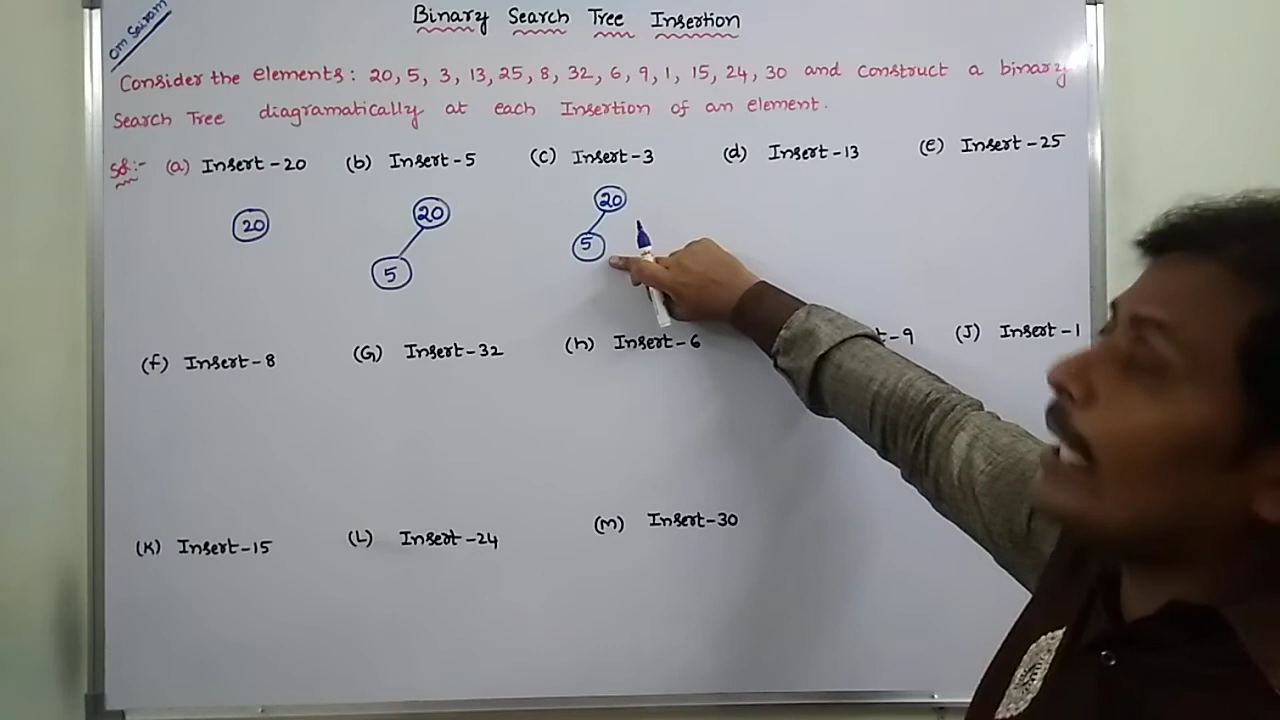 Om Sairam
Binary Search Tree Insertion
Consider the elements: 20, 5, 3, 13, 25, 8, 32, 6, 9, 1, 15, 24, 30 and construct a binary
Search Tree diagramatically at each Insertion of an element.
Sol:- (a) Insert-20 (b) Insert-5 (c) Insert-3 (d) Insert-13 (e) Insert-25
20 20 20
5 5
(f) Insert-8 (G) Insert-32 (h) Insert-6 t-9 (J) Insert-1
(K) Insert-15 (L) Insert-24 (M) Insert-30